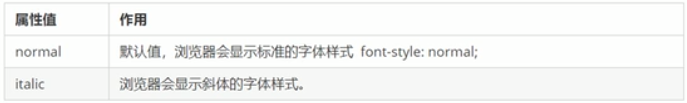 属性值 作用
normal 默认值，浏览器会显示标准的字体样式 font-style: normal;
italic 浏览器会显示斜体的字体样式。